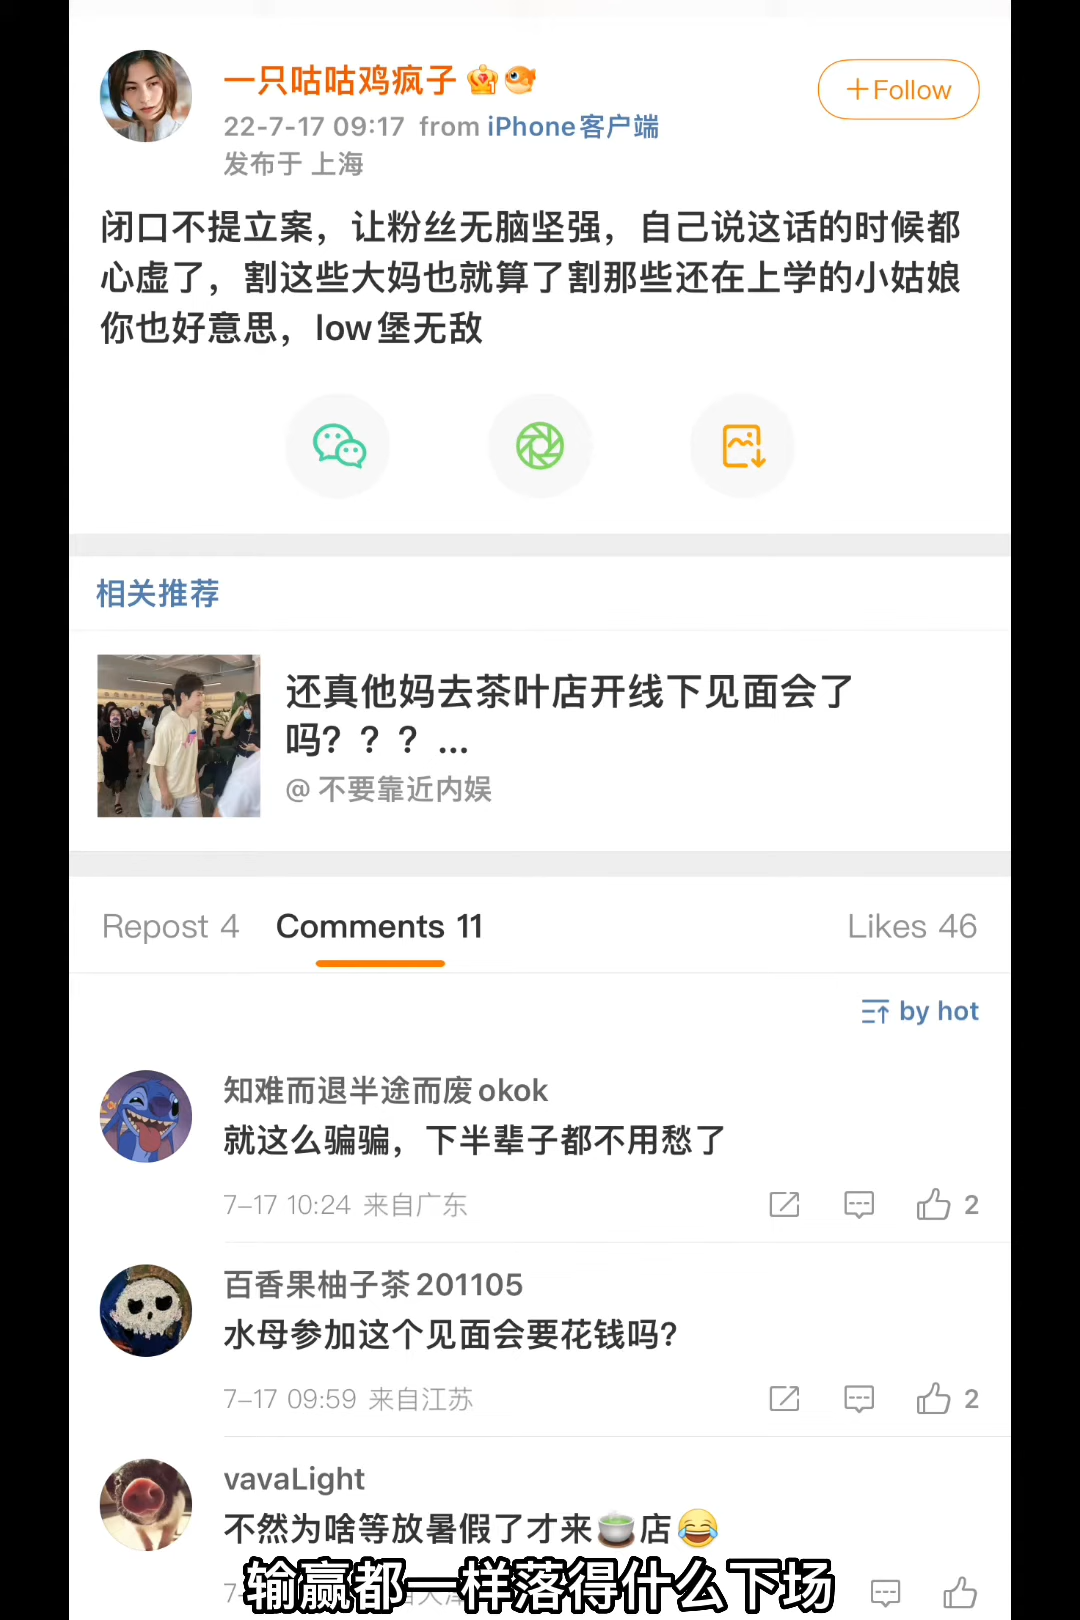 一只咕咕鸡疯子
+Follow
22-7-17 09:17 from iPhone客户端
发布于 上海
闭口不提立案，让粉丝无脑坚强，自己说这话的时候都
心虚了，割这些大妈也就算了割那些还在上学的小姑娘
你也好意思，low堡无敌
相关推荐
还真他妈去茶叶店开线下见面会了
吗？？？...
@不要靠近内娱
Repost 4 Comments 11 Likes 46
by hot
知难而退半途而废okok
就这么骗骗，下半辈子都不用愁了
7-17 10:24 来自广东 2
百香果柚子茶201105
水母参加这个见面会要花钱吗?
7-17 09:59 来自江苏 2
vavaLight
不然为啥等放暑假了才来🍵店😂
输赢都一样落得什么下场